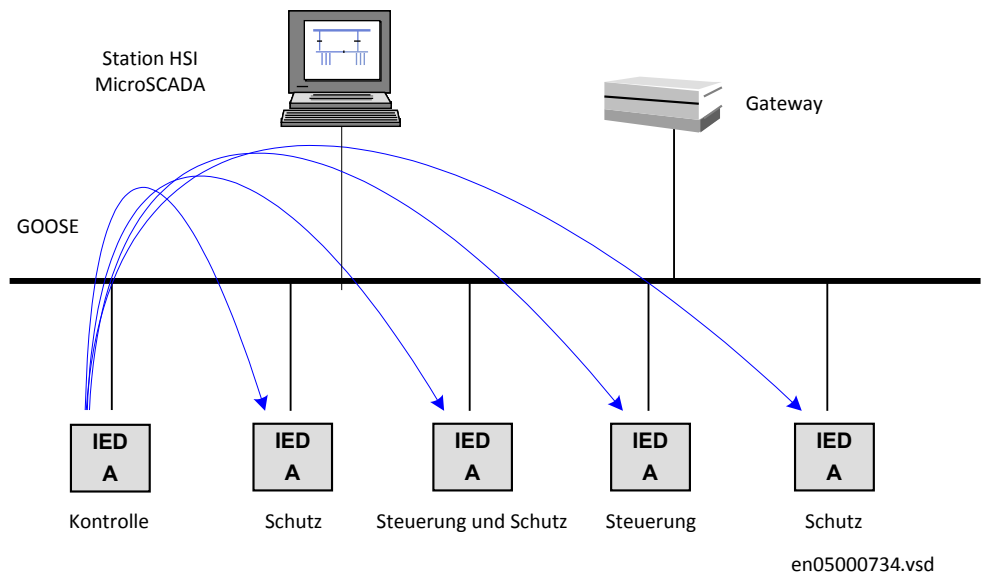 Station HSI
MicroSCADA
Gateway
GOOSE
IED
A
IED
A
IED
A
IED
A
IED
A
Kontrolle
Schutz
Steuerung und Schutz
Steuerung
Schutz
en05000734.vsd